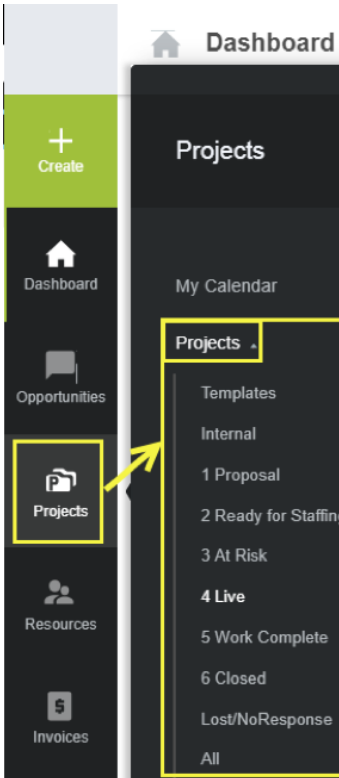 Dashboard
Create
Dashboard
Opportunities
Projects
Resources
Invoices
Projects
My Calendar
Projects
Templates
Internal
1 Proposal
2 Ready for Staffing
3 At Risk
4 Live
5 Work Complete
6 Closed
Lost/NoResponse
All